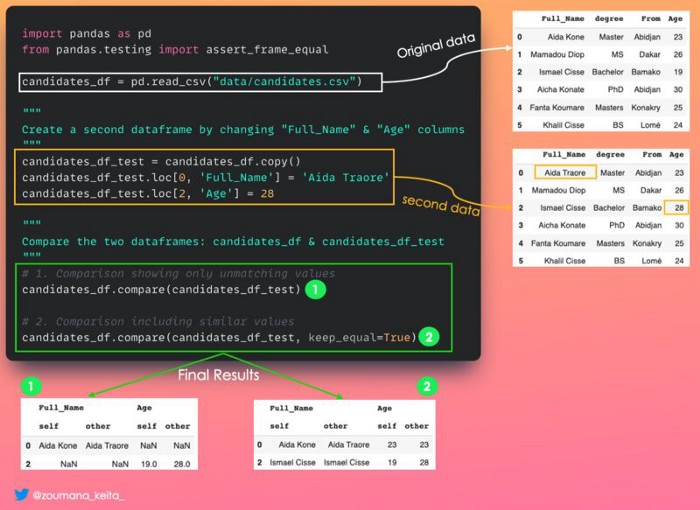 import pandas as pd
from pandas.testing import assert_frame_equal
candidates_df = pd.read_csv("data/candidates.csv")
"""
Create a second dataframe by changing "Full_Name" & "Age" columns
"""
candidates_df_test = candidates_df.copy()
candidates_df_test.loc[0, 'Full_Name'] = 'Aida Traore'
candidates_df_test.loc[2, 'Age'] = 28
"""
Compare the two dataframes: candidates_df & candidates_df_test
"""
# 1. Comparison showing only unmatching values
candidates_df.compare(candidates_df_test) 1
# 2. Comparison including similar values
candidates_df.compare(candidates_df_test, keep_equal=True) 2
Original data
Full_Name degree From Age
0 Aida Kone Master Abidjan 23
1 Mamadou Diop MS Dakar 26
2 Ismael Cisse Bachelor Bamako 19
3 Aicha Konate PhD Abidjan 30
4 Fanta Koumare Masters Konakry 25
5 Khalil Cisse BS Lomé 24
second data
Full_Name degree From Age
0 Aida Traore Master Abidjan 23
1 Mamadou Diop MS Dakar 26
2 Ismael Cisse Bachelor Bamako 28
3 Aicha Konate PhD Abidjan 30
4 Fanta Koumare Masters Konakry 25
5 Khalil Cisse BS Lomé 24
Final Results
1
Full_Name Age
self other self other
0 Aida Kone Aida Traore NaN NaN
2 NaN NaN 19.0 28.0
2
Full_Name Age
self other self other
0 Aida Kone Aida Traore 23 23
2 Ismael Cisse Ismael Cisse 19 28
@zoumana_keita_